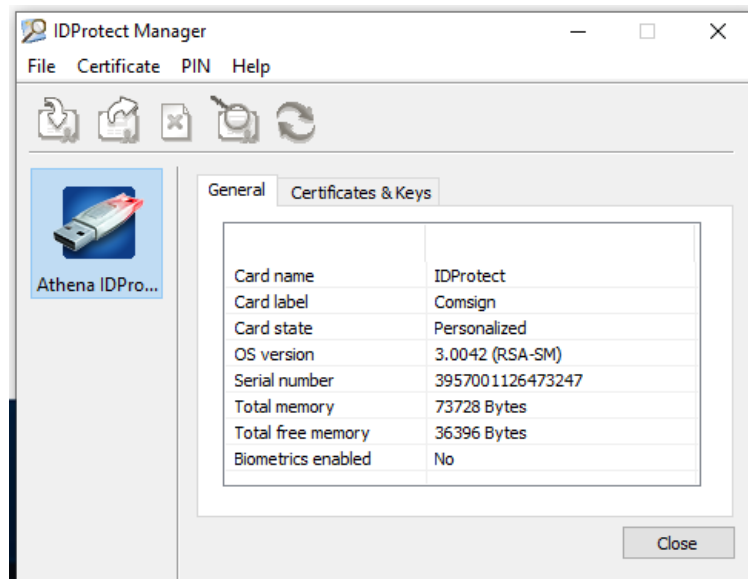 IDProtect Manager
File Certificate PIN Help
General Certificates & Keys
Athena IDPro...
Card name IDProtect
Card label Comsign
Card state Personalized
OS version 3.0042 (RSA-SM)
Serial number 3957001126473247
Total memory 73728 Bytes
Total free memory 36396 Bytes
Biometrics enabled No
Close